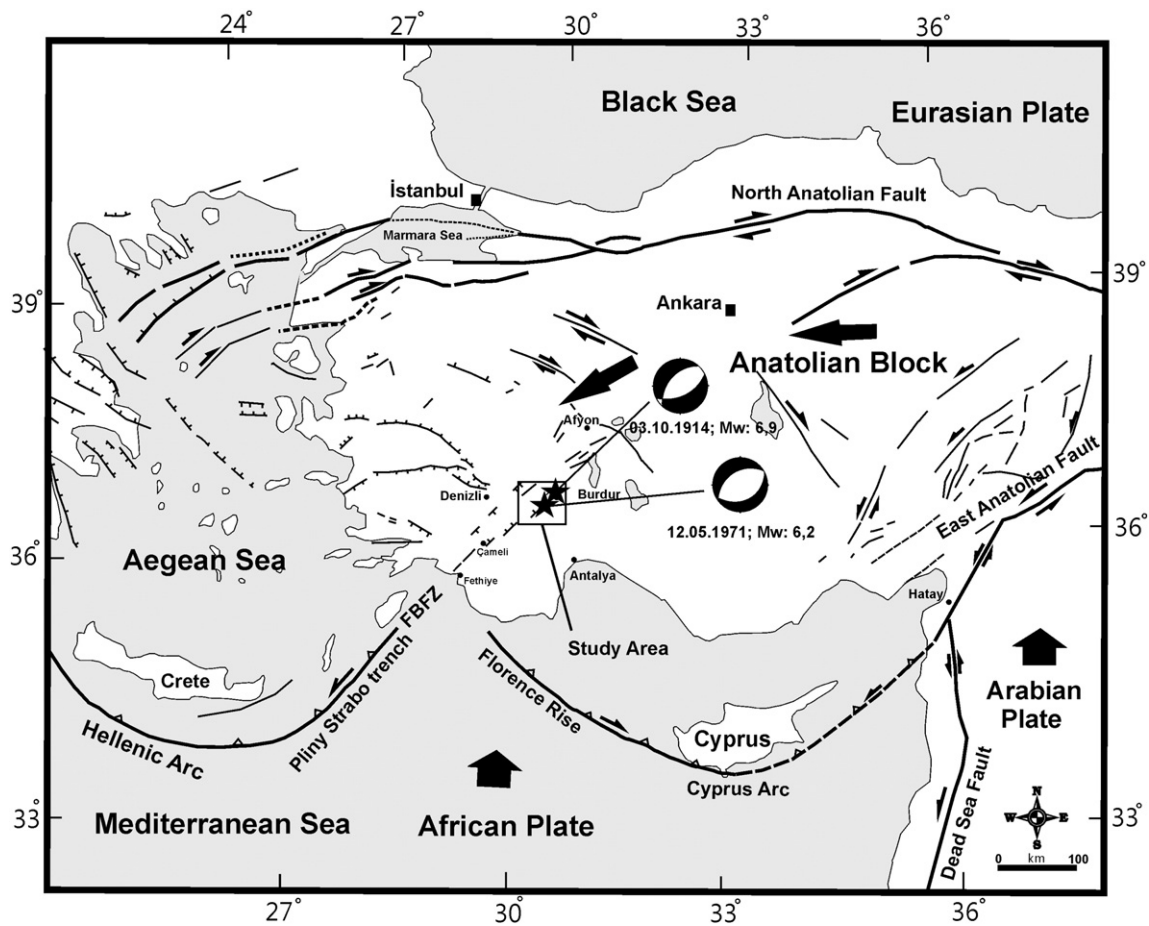 24° 27° 30° 33° 36°
Black Sea
Eurasian Plate
İstanbul
North Anatolian Fault
Marmara Sea
39°
39°
Ankara
Anatolian Block
Afyon
03.10.1914; Mw: 6,9
Denizli
Burdur
12.05.1971; Mw: 6,2
East Anatolian Fault
36°
36°
Çameli
Aegean Sea
Fethiye
Antalya
Hatay
FBFZ
Study Area
Crete
Pliny Strabo trench
Florence Rise
Arabian
Plate
Hellenic Arc
Cyprus
Cyprus Arc
Mediterranean Sea
African Plate
Dead Sea Fault
N
W E
S
0 km 100
33°
33°
27° 30° 33° 36°